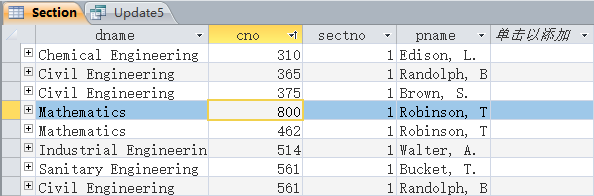 Section Update5
dname cno sectno pname 单击以添加
Chemical Engineering 310 1 Edison, L.
Civil Engineering 365 1 Randolph, B
Civil Engineering 375 1 Brown, S.
Mathematics 800 1 Robinson, T
Mathematics 462 1 Robinson, T
Industrial Engineerin 514 1 Walter, A.
Sanitary Engineering 561 1 Bucket, T.
Civil Engineering 561 1 Randolph, B